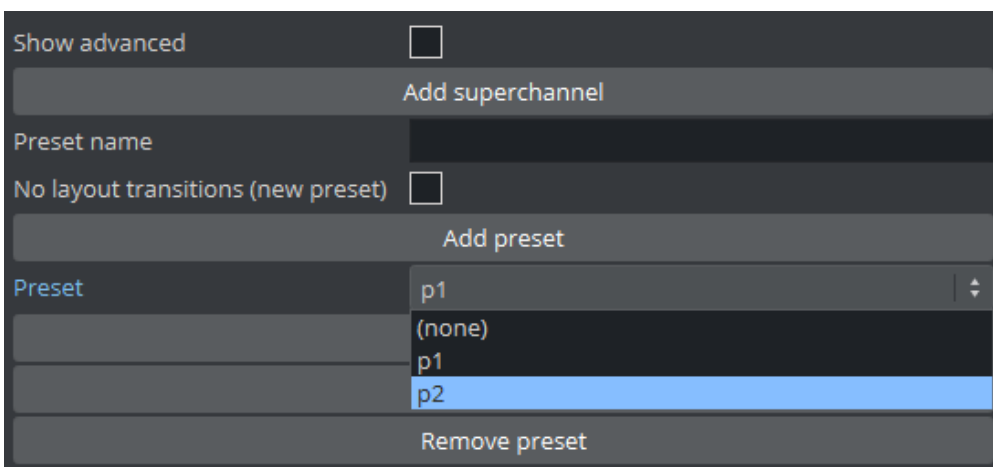 Show advanced
Add superchannel
Preset name
No layout transitions (new preset)
Add preset
Preset
p1
(none)
p1
p2
Remove preset